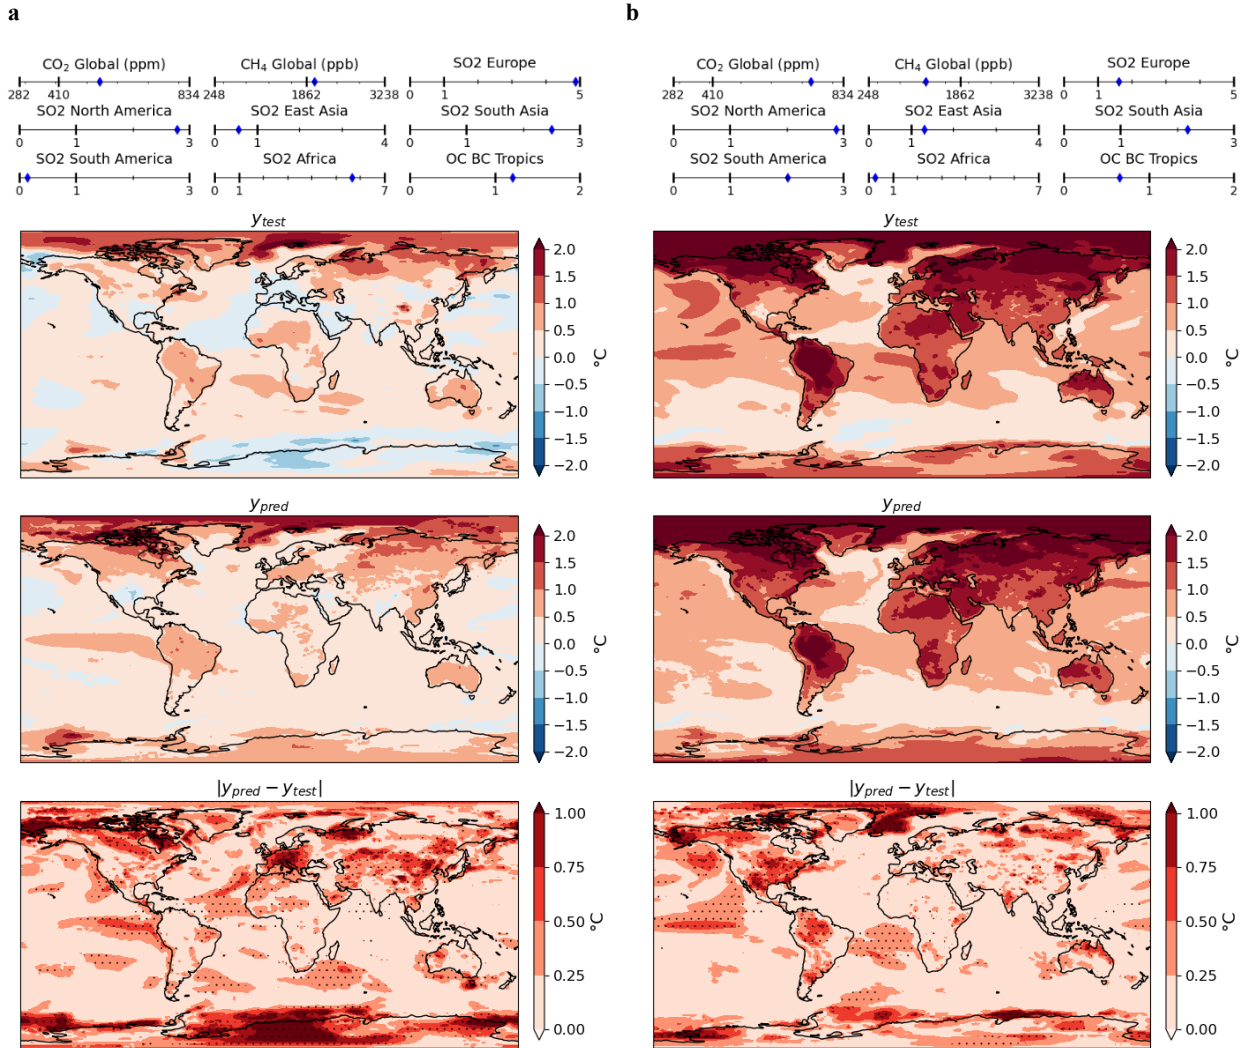 a
CO₂ Global (ppm) CH₄ Global (ppb) SO2 Europe
282 410 834 248 1862 3238 0 1 5
SO2 North America SO2 East Asia SO2 South Asia
0 1 3 0 1 4 0 1 3
SO2 South America SO2 Africa OC BC Tropics
0 1 3 0 1 7 0 1 2
y_test
2.0
1.5
1.0
0.5
0.0
−0.5
−1.0
−1.5
−2.0
°C
y_pred
2.0
1.5
1.0
0.5
0.0
−0.5
−1.0
−1.5
−2.0
°C
|y_pred − y_test|
1.00
0.75
0.50
0.25
0.00
°C
b
CO₂ Global (ppm) CH₄ Global (ppb) SO2 Europe
282 410 834 248 1862 3238 0 1 5
SO2 North America SO2 East Asia SO2 South Asia
0 1 3 0 1 4 0 1 3
SO2 South America SO2 Africa OC BC Tropics
0 1 3 0 1 7 0 1 2
y_test
2.0
1.5
1.0
0.5
0.0
−0.5
−1.0
−1.5
−2.0
°C
y_pred
2.0
1.5
1.0
0.5
0.0
−0.5
−1.0
−1.5
−2.0
°C
|y_pred − y_test|
1.00
0.75
0.50
0.25
0.00
°C